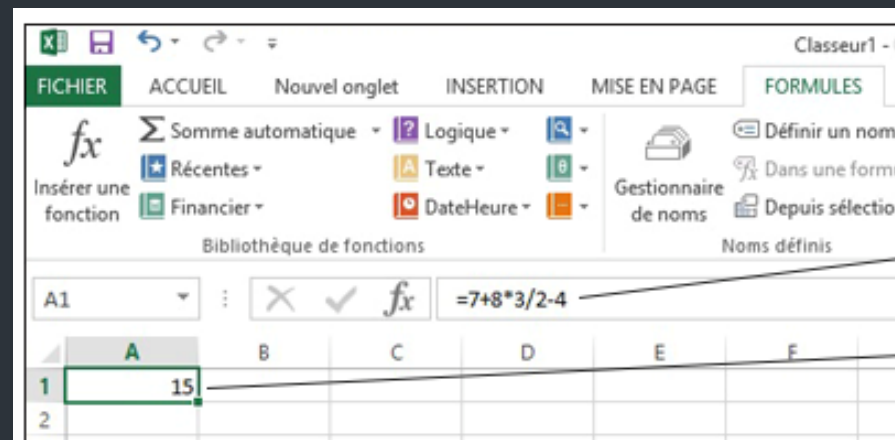 Classeur1 -
FICHIER ACCUEIL Nouvel onglet INSERTION MISE EN PAGE FORMULES
fx Insérer une fonction
Σ Somme automatique
Récentes
Financier
? Logique
A Texte
DateHeure
θ
Bibliothèque de fonctions
Gestionnaire de noms
Définir un nom
Dans une form
Depuis sélectio
Noms définis
A1 fx =7+8*3/2-4
A B C D E F
1 15
2